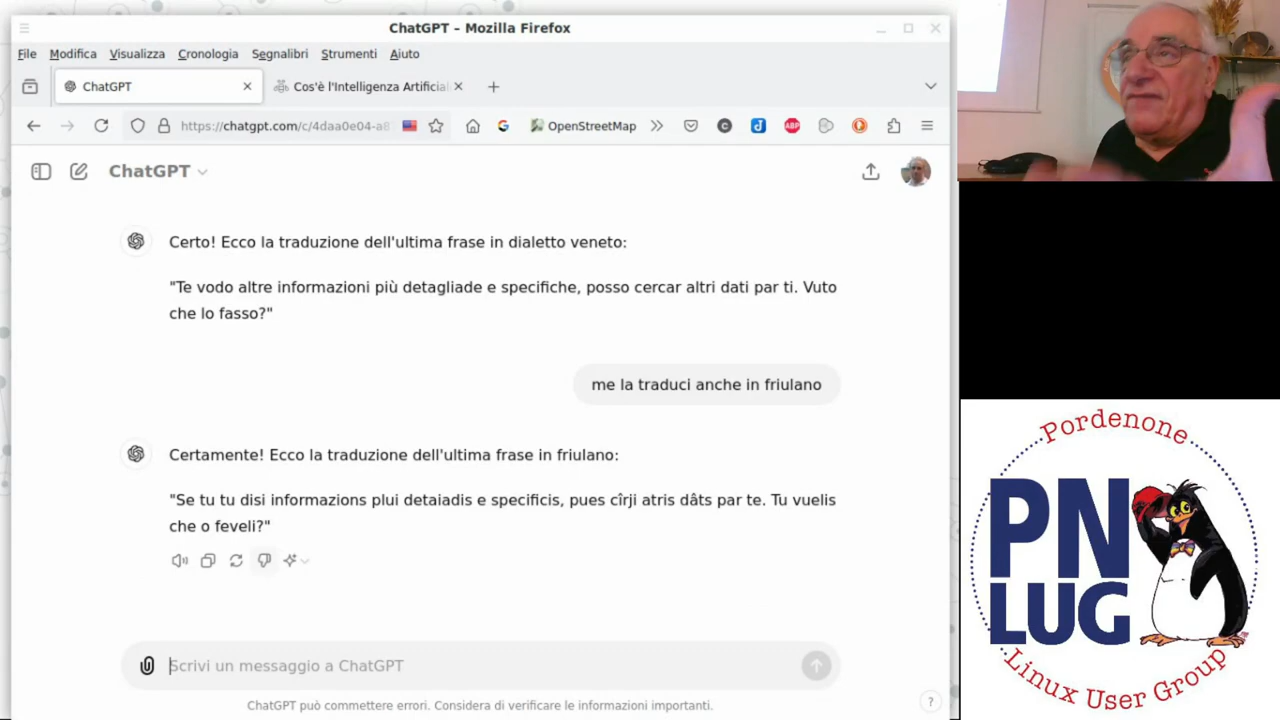 ChatGPT – Mozilla Firefox
File Modifica Visualizza Cronologia Segnalibri Strumenti Aiuto
ChatGPT
Cos'è l'Intelligenza Artificial
https://chatgpt.com/c/4daa0e04-a8
OpenStreetMap
ChatGPT
Certo! Ecco la traduzione dell'ultima frase in dialetto veneto:
"Te vodo altre informazioni più detagliade e specifiche, posso cercar altri dati par ti. Vuto
che lo fasso?"
me la traduci anche in friulano
Certamente! Ecco la traduzione dell'ultima frase in friulano:
"Se tu tu disi informazions plui detaiadis e specificis, pues cîrji atris dâts par te. Tu vuelis
che o feveli?"
Scrivi un messaggio a ChatGPT
ChatGPT può commettere errori. Considera di verificare le informazioni importanti.
?
Pordenone
PN
LUG
Linux User Group